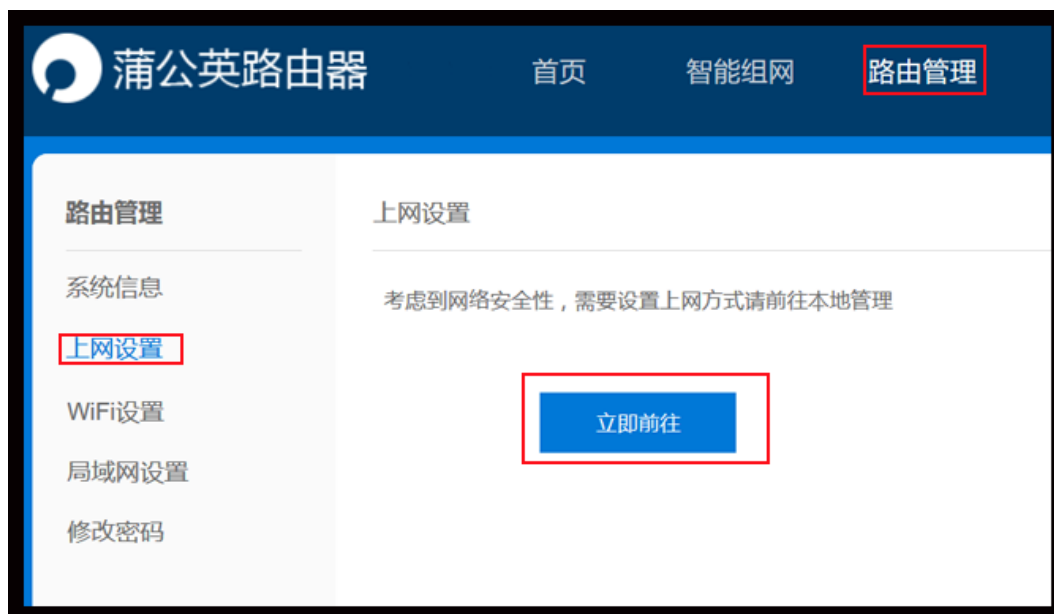 蒲公英路由器 首页 智能组网 路由管理
路由管理
系统信息
上网设置
WiFi设置
局域网设置
修改密码
上网设置
考虑到网络安全性，需要设置上网方式请前往本地管理
立即前往